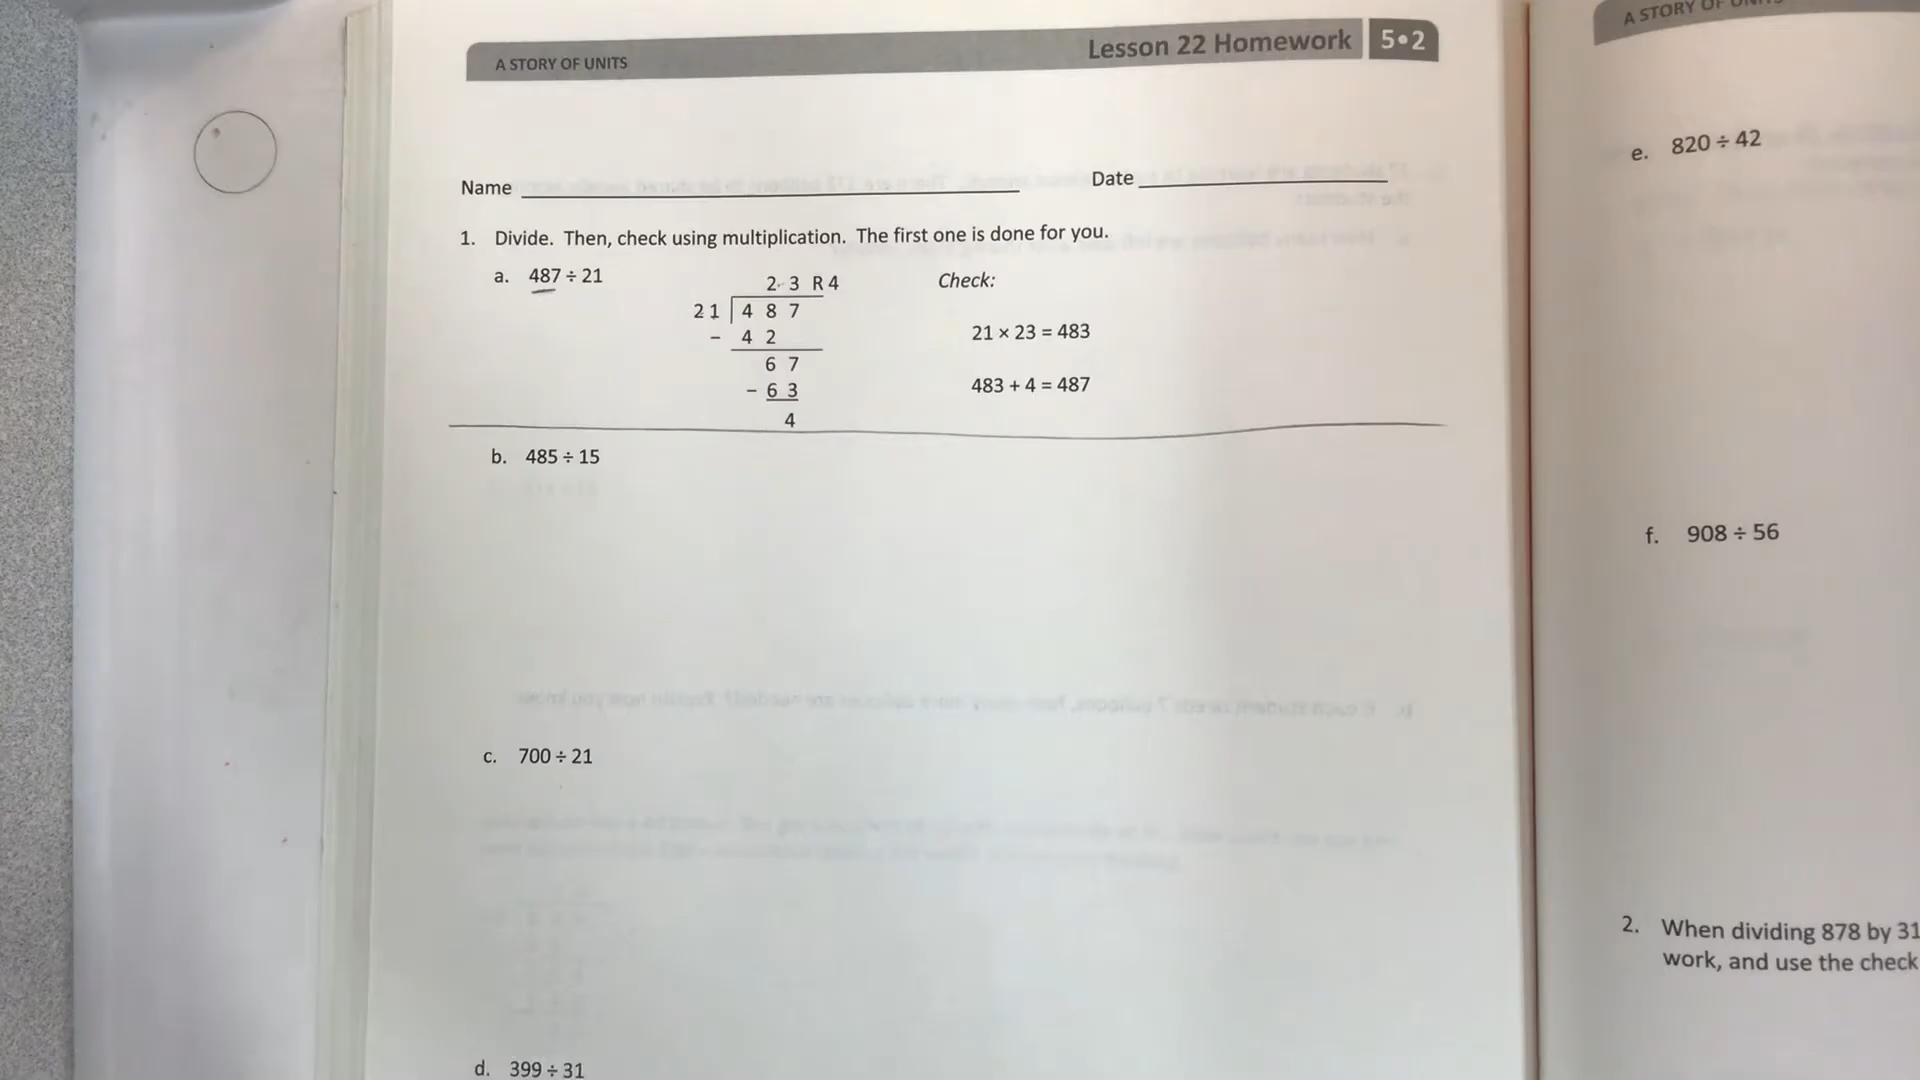 A STORY OF UNITS
Lesson 22 Homework 5•2
Name
Date
1. Divide. Then, check using multiplication. The first one is done for you.
a. 487 ÷ 21
2 3 R 4
21 4 8 7
- 4 2
6 7
- 6 3
4
Check:
21 × 23 = 483
483 + 4 = 487
b. 485 ÷ 15
c. 700 ÷ 21
d. 399 ÷ 31
A STORY OF UNITS
e. 820 ÷ 42
f. 908 ÷ 56
2. When dividing 878 by 31
work, and use the check